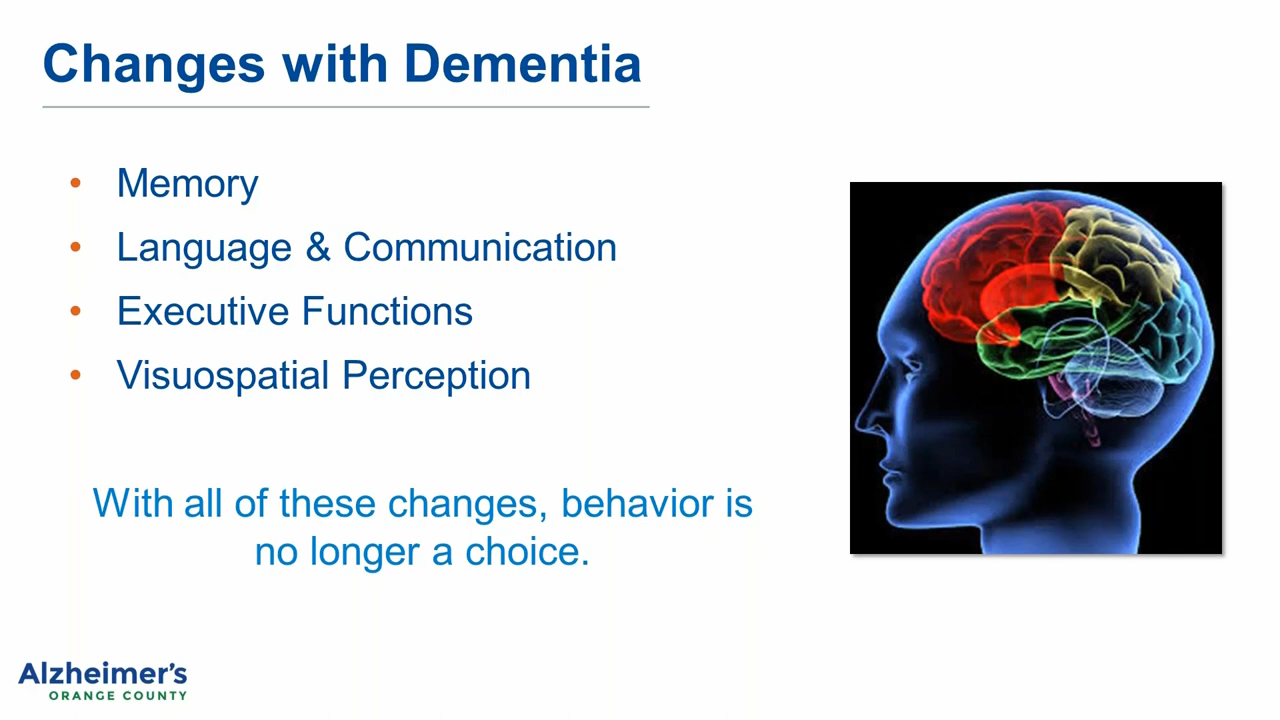 Changes with Dementia
• Memory
• Language & Communication
• Executive Functions
• Visuospatial Perception
With all of these changes, behavior is
no longer a choice.
Alzheimer's
ORANGE COUNTY